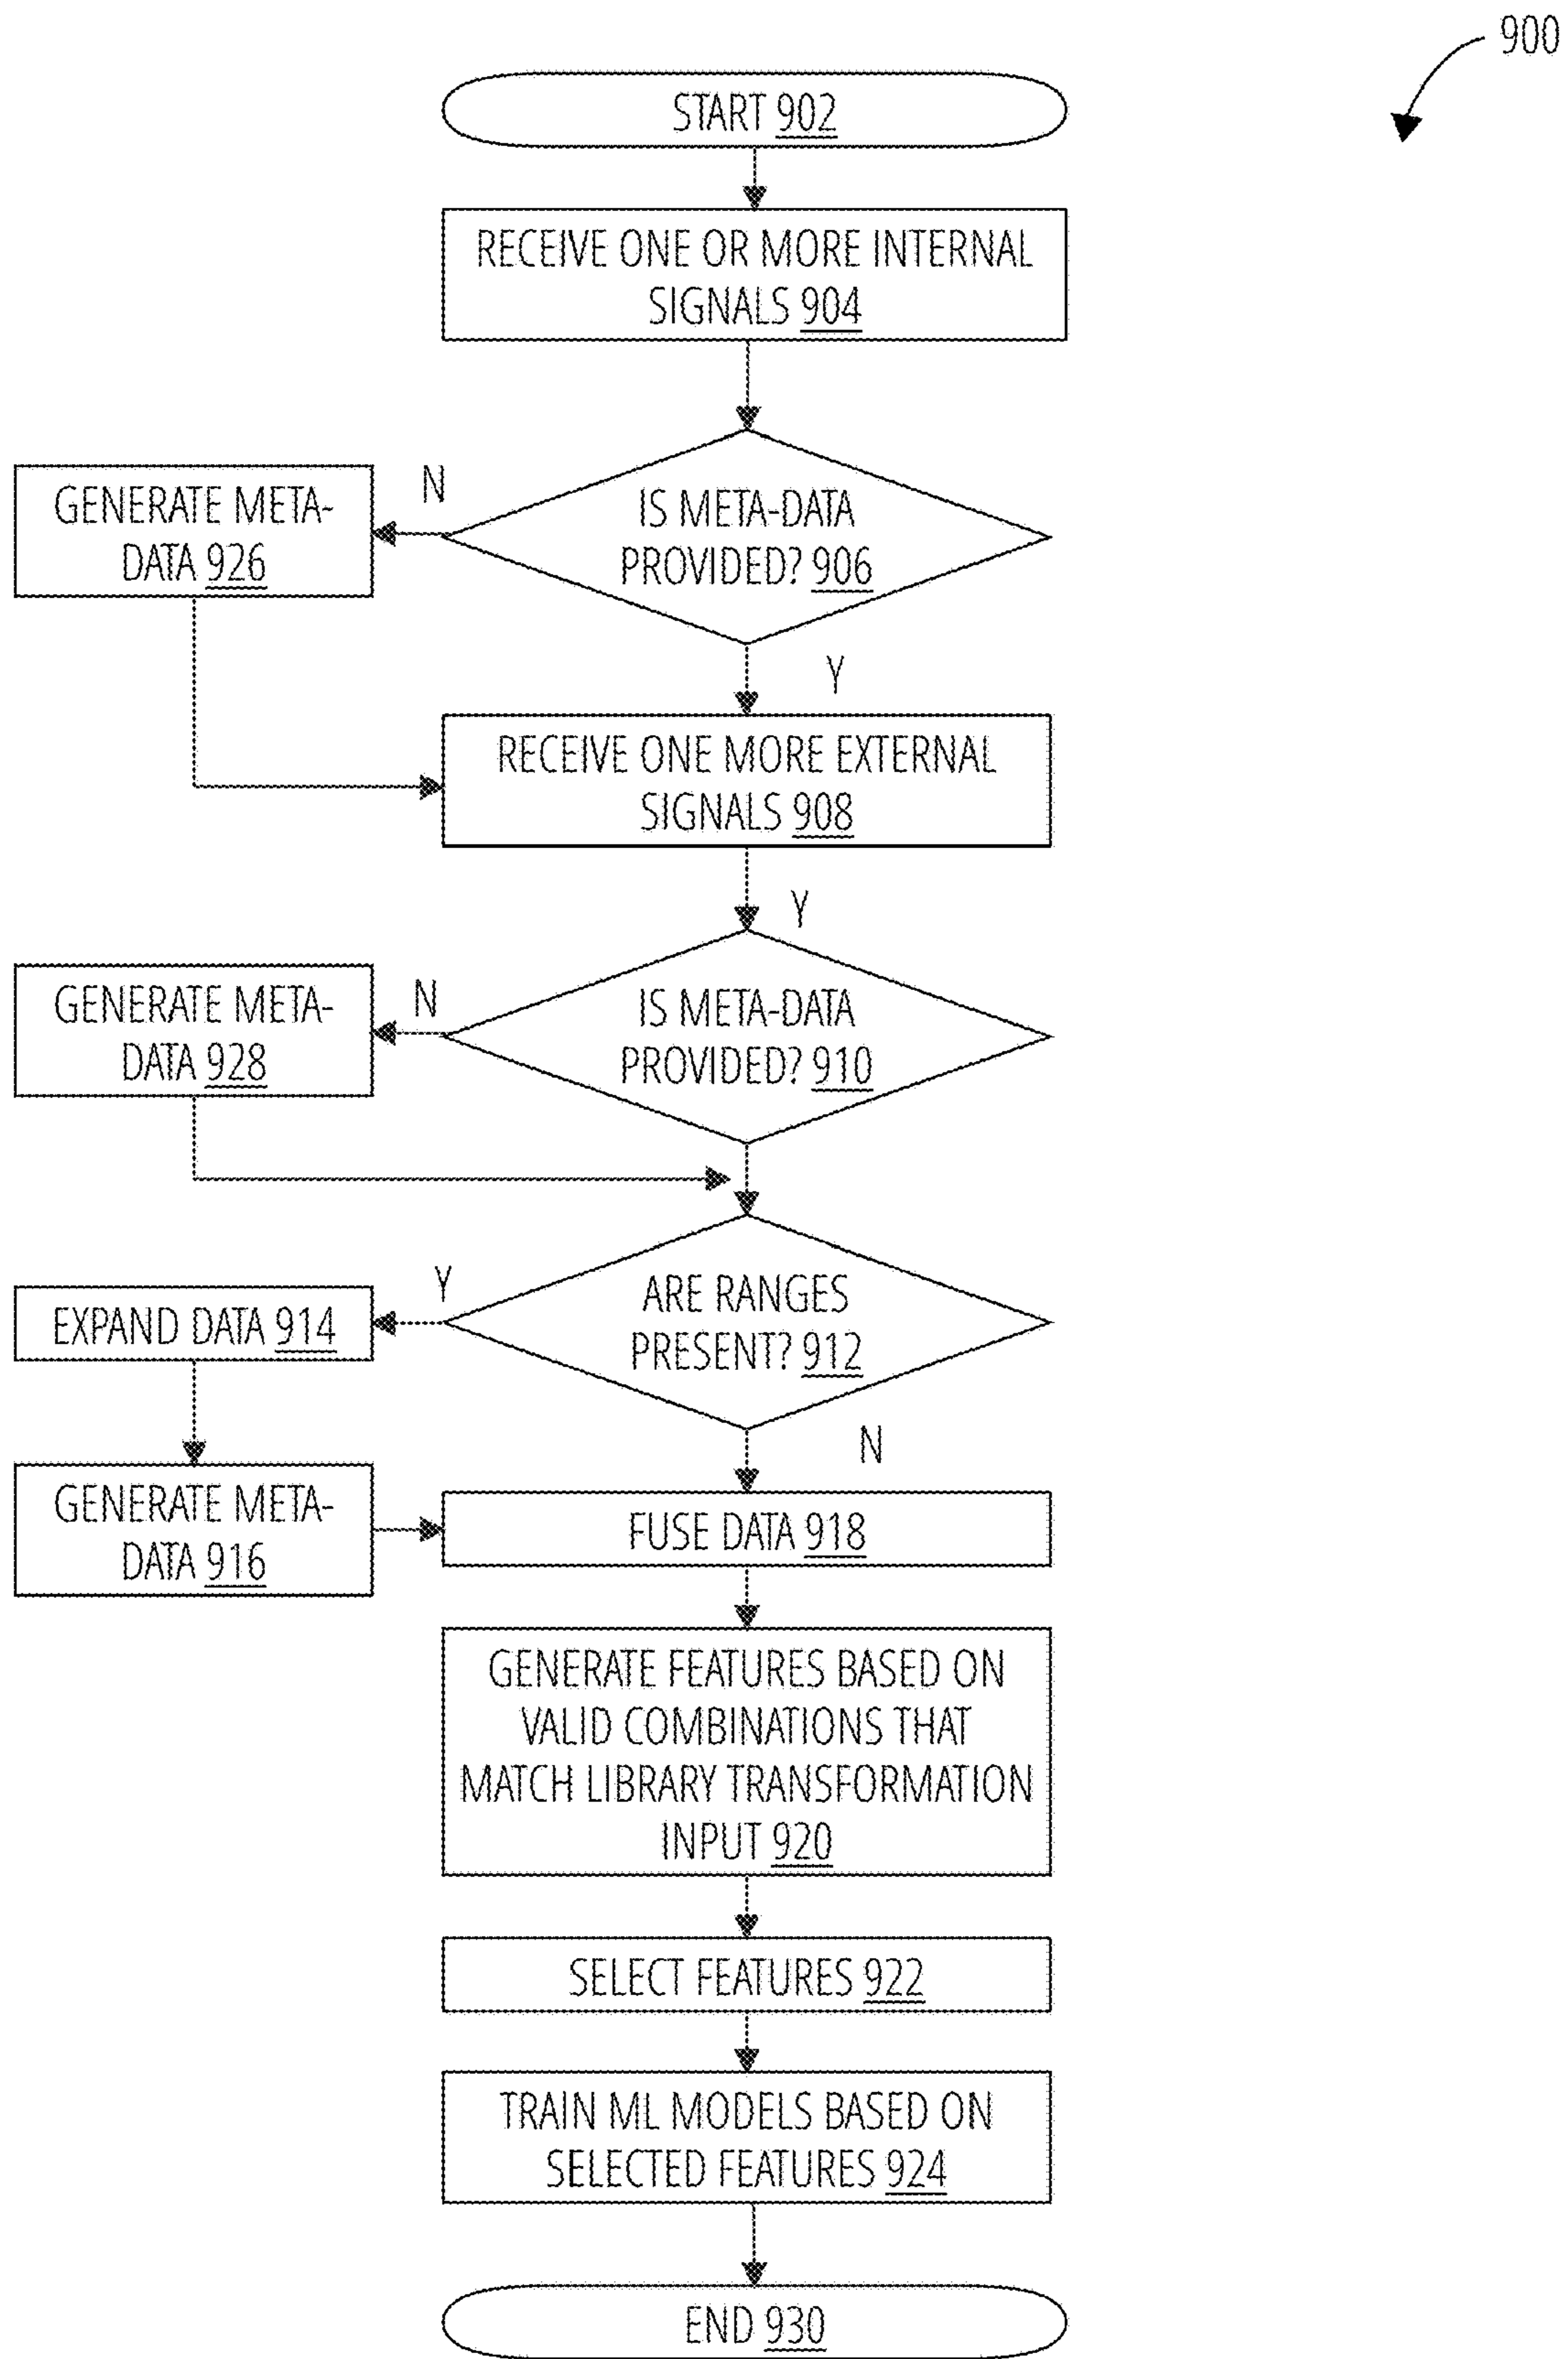 900
START 902
RECEIVE ONE OR MORE INTERNAL
SIGNALS 904
N
GENERATE META-
DATA 926
IS META-DATA
PROVIDED? 906
Y
RECEIVE ONE MORE EXTERNAL
SIGNALS 908
Y
N
GENERATE META-
DATA 928
IS META-DATA
PROVIDED? 910
Y
EXPAND DATA 914
ARE RANGES
PRESENT? 912
N
GENERATE META-
DATA 916
FUSE DATA 918
GENERATE FEATURES BASED ON
VALID COMBINATIONS THAT
MATCH LIBRARY TRANSFORMATION
INPUT 920
SELECT FEATURES 922
TRAIN ML MODELS BASED ON
SELECTED FEATURES 924
END 930